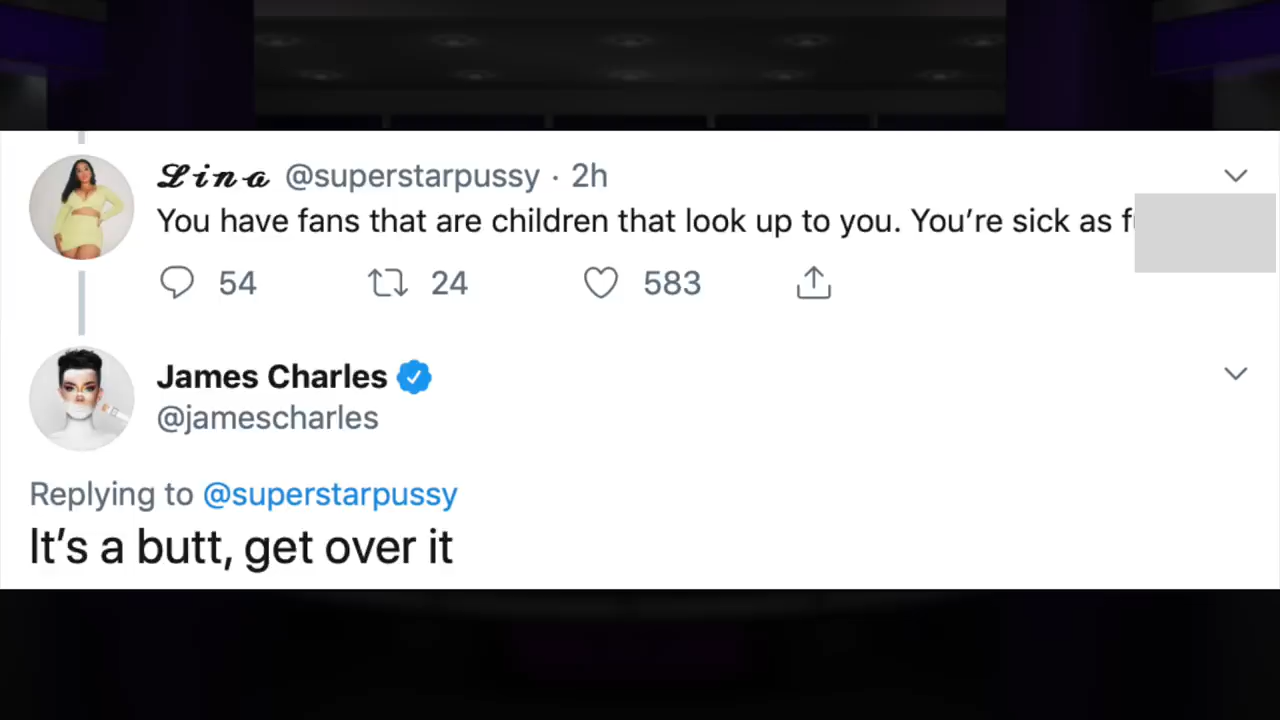 𝓛𝓲𝓷𝓪 @superstarpussy · 2h
You have fans that are children that look up to you. You’re sick as
54 24 583
James Charles
@jamescharles
Replying to @superstarpussy
It’s a butt, get over it